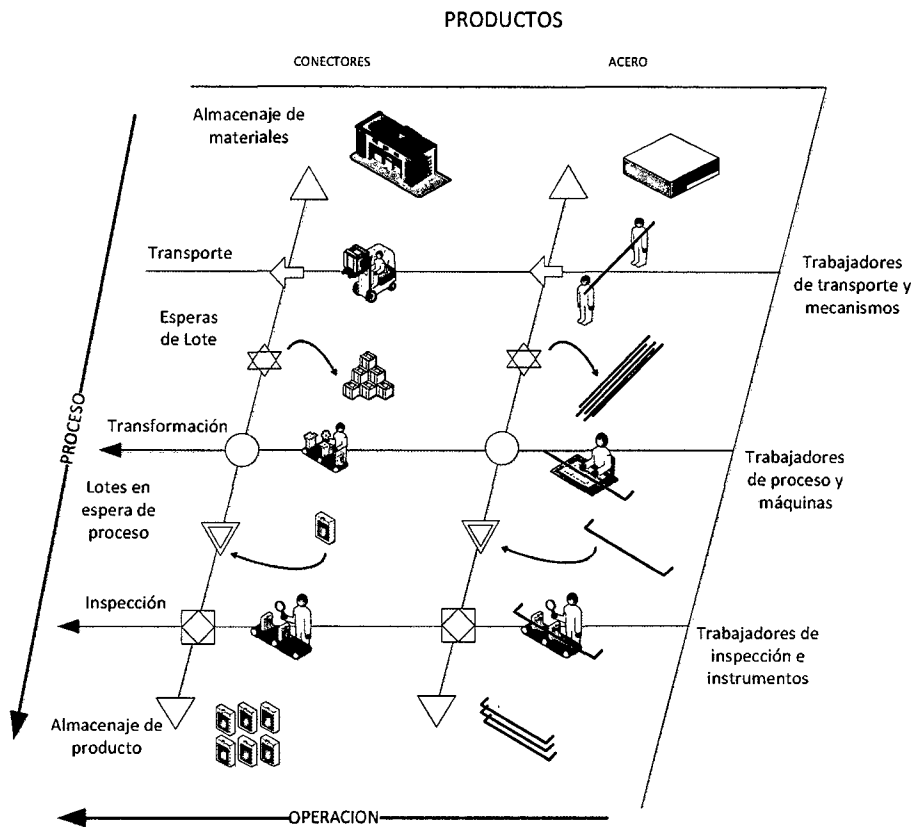 PRODUCTOS
CONECTORES
ACERO
Almacenaje de
materiales
Transporte
Trabajadores
de transporte y
mecanismos
Esperas
de Lote
PROCESO
Transformación
Trabajadores
de proceso y
máquinas
Lotes en
espera de
proceso
Inspección
Trabajadores de
inspección e
instrumentos
Almacenaje de
producto
OPERACION